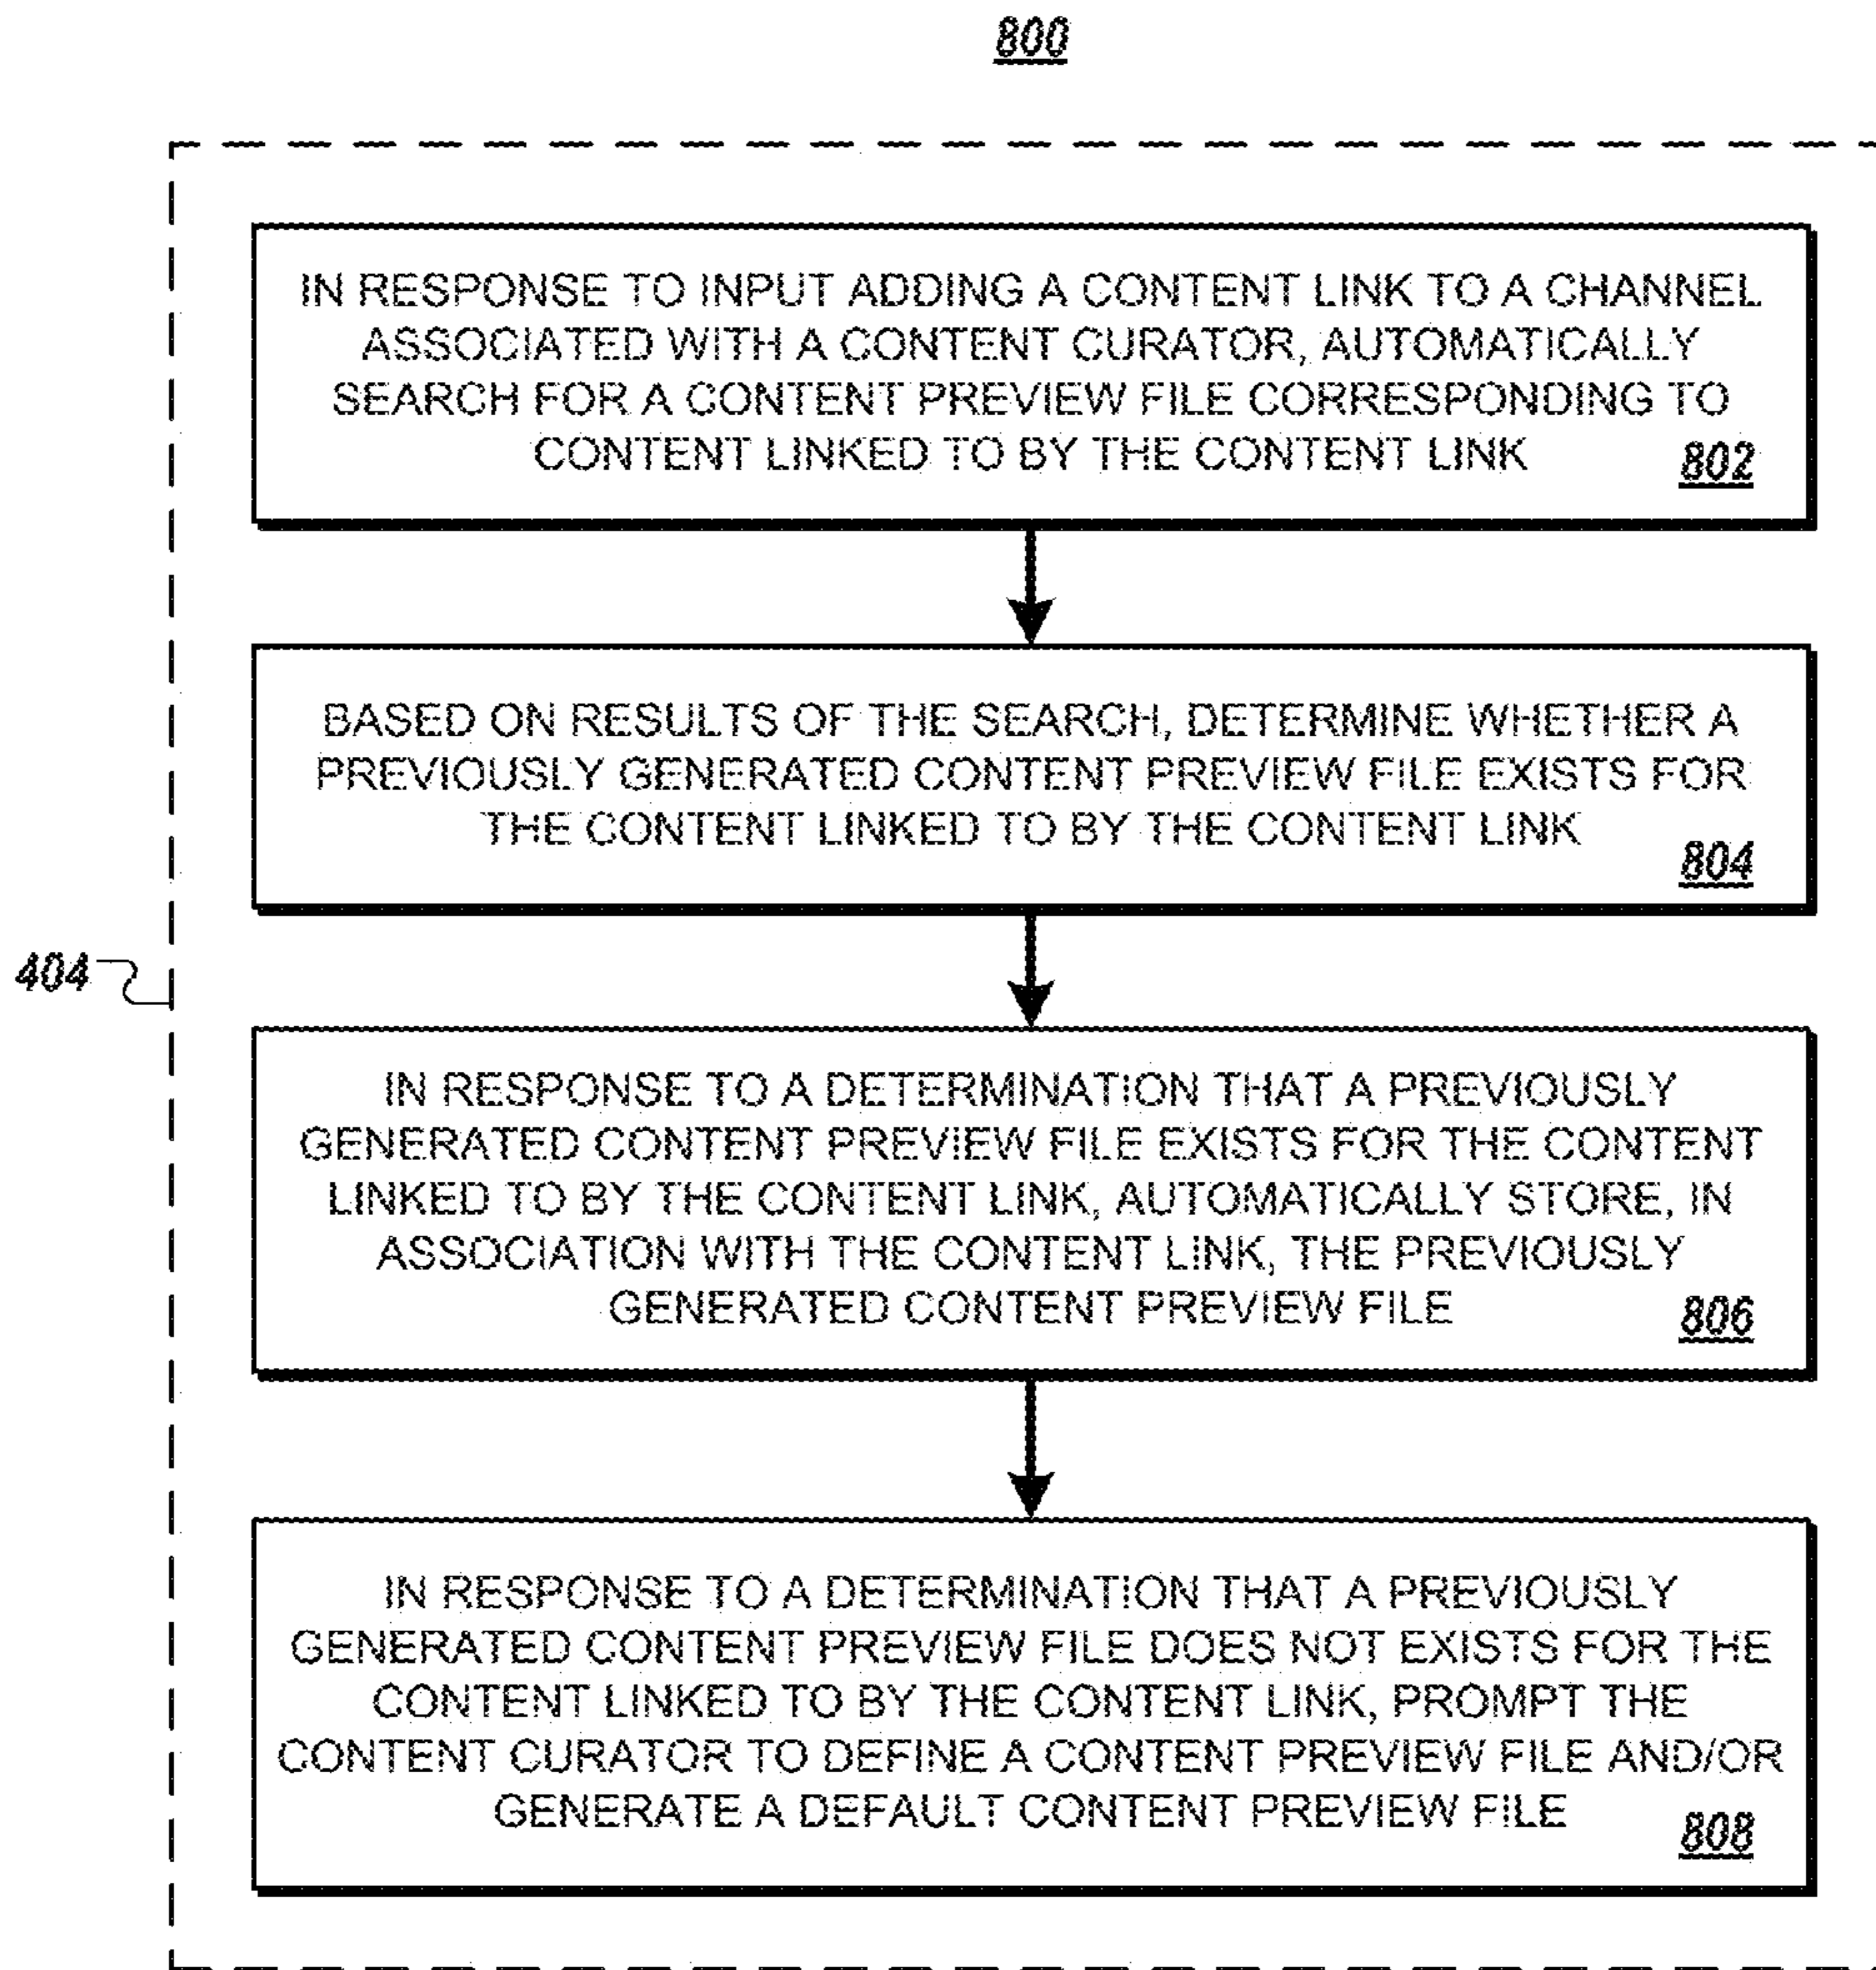 800
IN RESPONSE TO INPUT ADDING A CONTENT LINK TO A CHANNEL
ASSOCIATED WITH A CONTENT CURATOR, AUTOMATICALLY
SEARCH FOR A CONTENT PREVIEW FILE CORRESPONDING TO
CONTENT LINKED TO BY THE CONTENT LINK
802
BASED ON RESULTS OF THE SEARCH, DETERMINE WHETHER A
PREVIOUSLY GENERATED CONTENT PREVIEW FILE EXISTS FOR
THE CONTENT LINKED TO BY THE CONTENT LINK
804
404
IN RESPONSE TO A DETERMINATION THAT A PREVIOUSLY
GENERATED CONTENT PREVIEW FILE EXISTS FOR THE CONTENT
LINKED TO BY THE CONTENT LINK, AUTOMATICALLY STORE, IN
ASSOCIATION WITH THE CONTENT LINK, THE PREVIOUSLY
GENERATED CONTENT PREVIEW FILE
806
IN RESPONSE TO A DETERMINATION THAT A PREVIOUSLY
GENERATED CONTENT PREVIEW FILE DOES NOT EXISTS FOR THE
CONTENT LINKED TO BY THE CONTENT LINK, PROMPT THE
CONTENT CURATOR TO DEFINE A CONTENT PREVIEW FILE AND/OR
GENERATE A DEFAULT CONTENT PREVIEW FILE
808